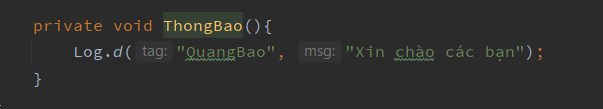 private void ThongBao(){
Log.d( tag: "QuangBao", msg: "Xin chào các bạn");
}